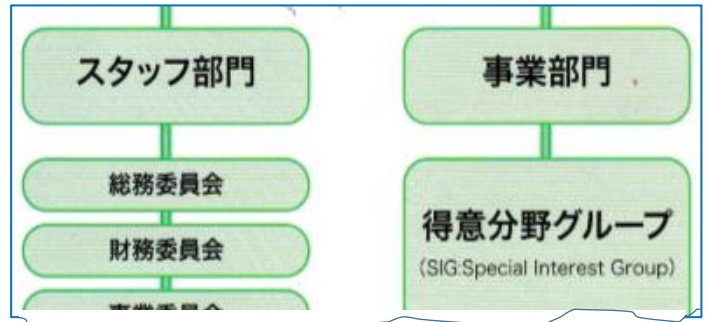 スタッフ部門
総務委員会
財務委員会
事業部門
得意分野グループ
(SIG:Special Interest Group)